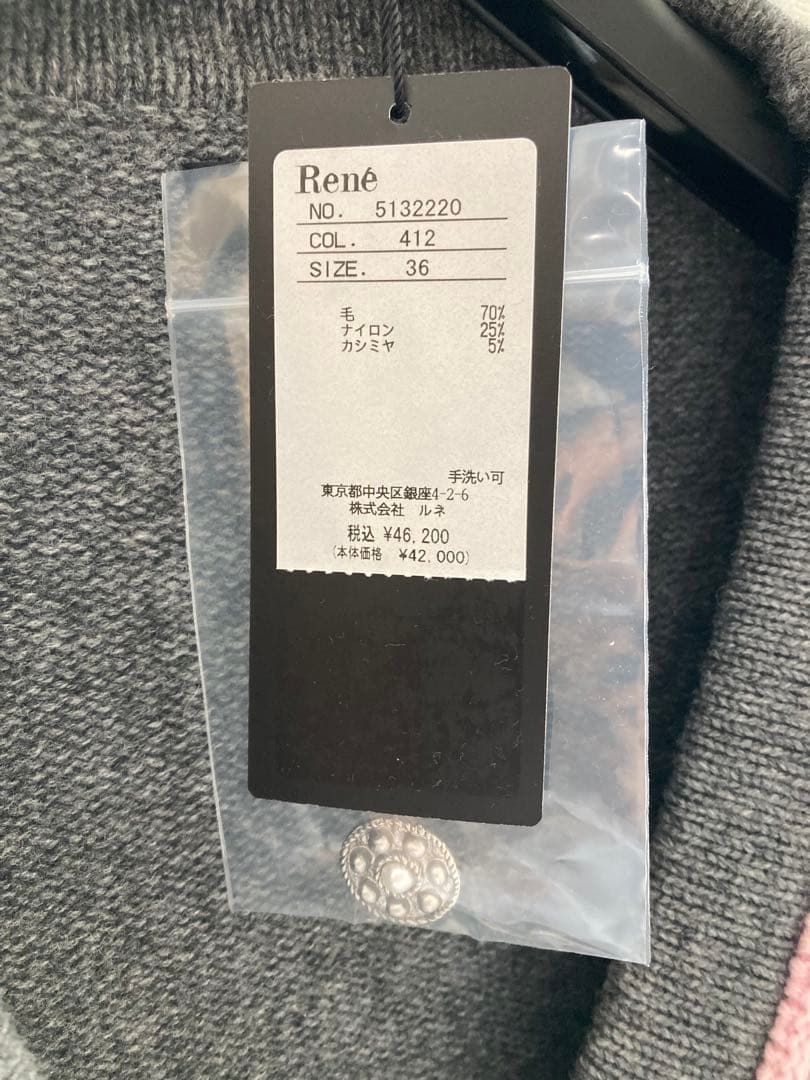 René
NO. 5132220
COL. 412
SIZE. 36
毛 70%
ナイロン 25%
カシミヤ 5%
手洗い可
東京都中央区銀座4-2-6
株式会社 ルネ
税込 ¥46,200
(本体価格 ¥42,000)